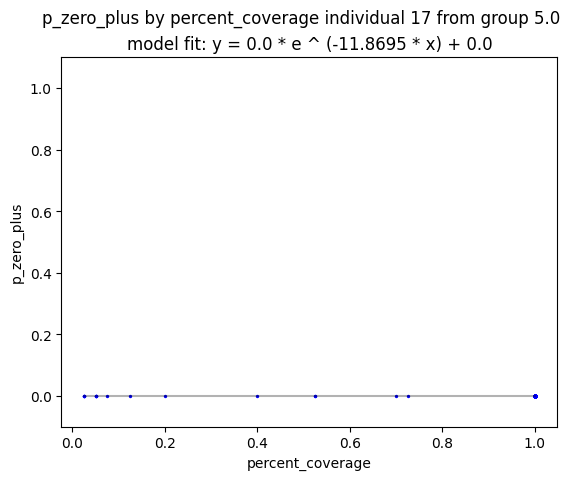 p_zero_plus by percent_coverage individual 17 from group 5.0
model fit: y = 0.0 * e ^ (-11.8695 * x) + 0.0
1.0
0.8
0.6
0.4
0.2
0.0
p_zero_plus
0.0 0.2 0.4 0.6 0.8 1.0
percent_coverage